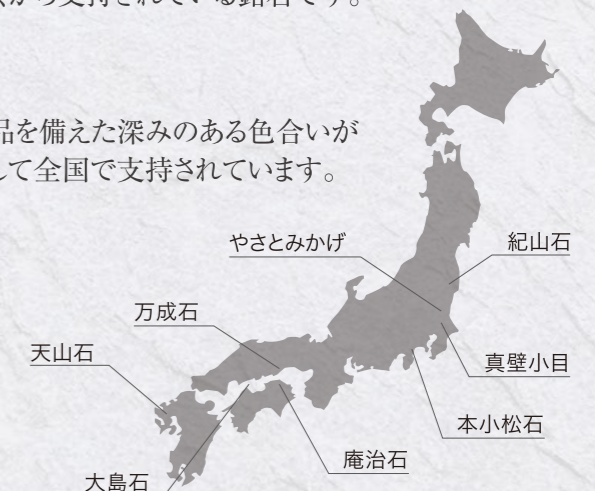 から支持されている銘石です。
品を備えた深みのある色合いが
して全国で支持されています。
やさとみかげ
紀山石
万成石
天山石
真壁小目
本小松石
庵治石
大島石